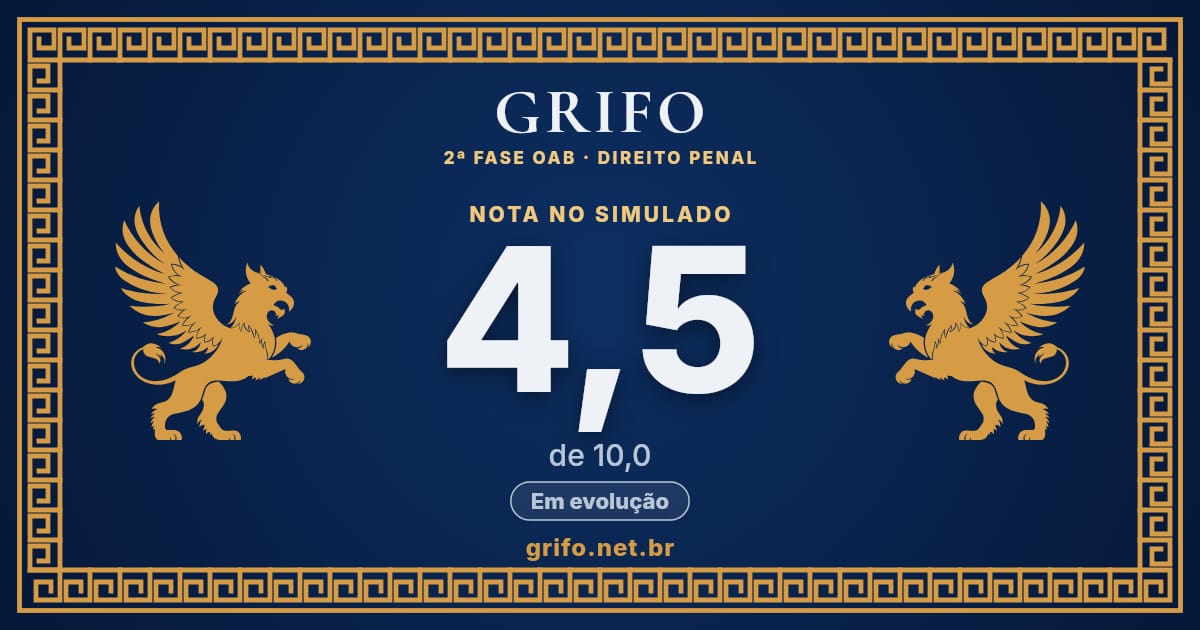 GRIFO
2ª FASE OAB · DIREITO PENAL
NOTA NO SIMULADO
4,5
de 10,0
Em evolução
grifo.net.br